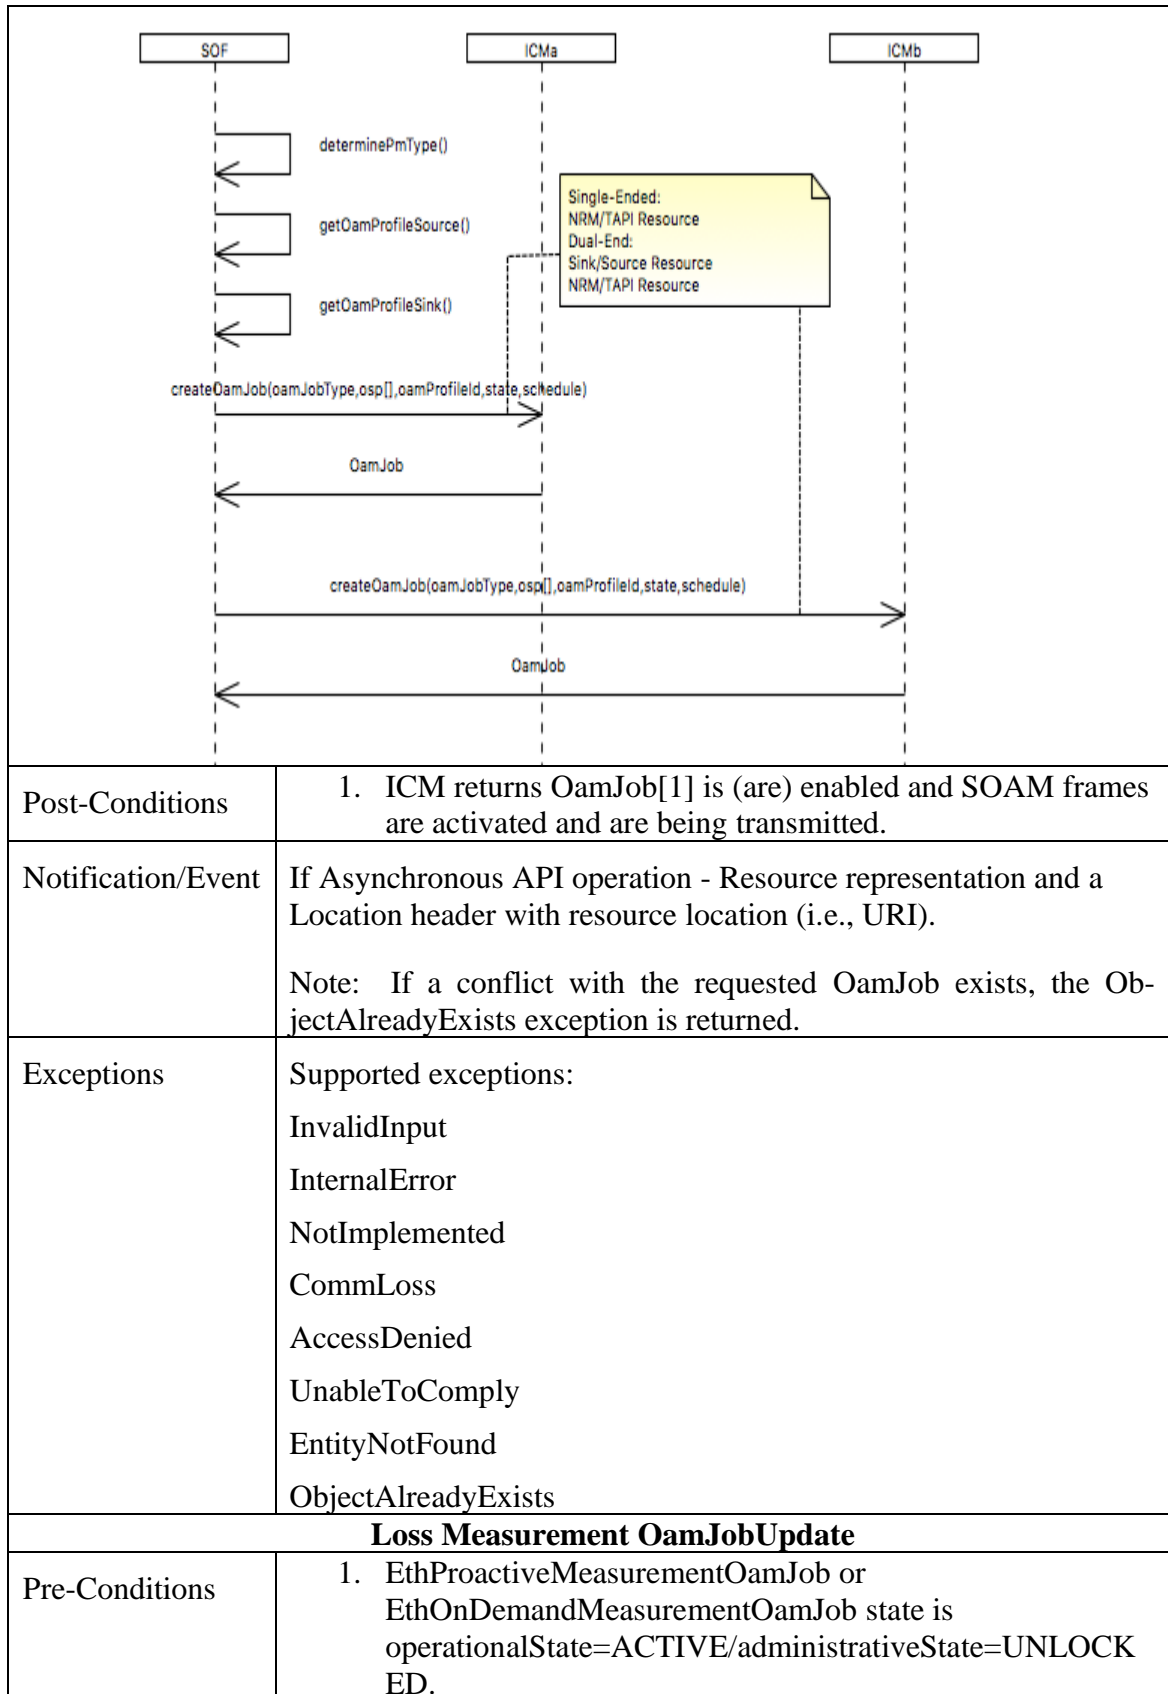 SOF
ICMa
ICMb
determinePmType()
Single-Ended:
NRM/TAPI Resource
Dual-End:
Sink/Source Resource
NRM/TAPI Resource
getOamProfileSource()
getOamProfileSink()
createOamJob(oamJobType,osp[],oamProfileId,state,schedule)
OamJob
createOamJob(oamJobType,osp[],oamProfileId,state,schedule)
OamJob
Post-Conditions
1. ICM returns OamJob[1] is (are) enabled and SOAM frames
are activated and are being transmitted.
Notification/Event
If Asynchronous API operation - Resource representation and a
Location header with resource location (i.e., URI).
Note: If a conflict with the requested OamJob exists, the Ob-
jectAlreadyExists exception is returned.
Exceptions
Supported exceptions:
InvalidInput
InternalError
NotImplemented
CommLoss
AccessDenied
UnableToComply
EntityNotFound
ObjectAlreadyExists
Loss Measurement OamJobUpdate
Pre-Conditions
1. EthProactiveMeasurementOamJob or
EthOnDemandMeasurementOamJob state is
operationalState=ACTIVE/administrativeState=UNLOCK
ED.